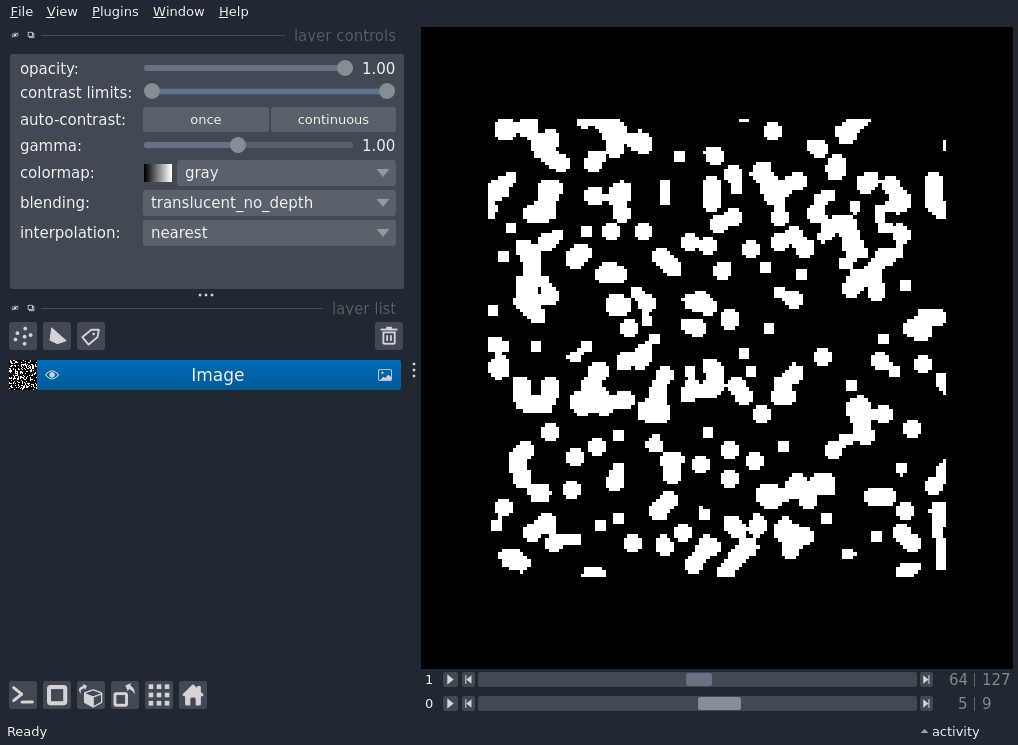 File View Plugins Window Help
layer controls
opacity: 1.00
contrast limits:
auto-contrast: once continuous
gamma: 1.00
colormap: gray
blending: translucent_no_depth
interpolation: nearest
layer list
Image
1 64 | 127
0 5 | 9
Ready activity